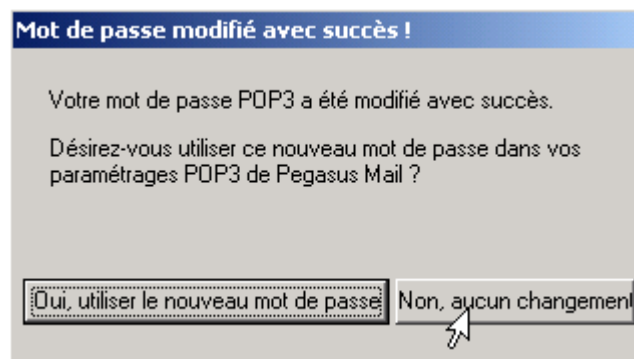 Mot de passe modifié avec succès !
Votre mot de passe POP3 a été modifié avec succès.
Désirez-vous utiliser ce nouveau mot de passe dans vos
paramétrages POP3 de Pegasus Mail ?
Oui, utiliser le nouveau mot de passe
Non, aucun changement